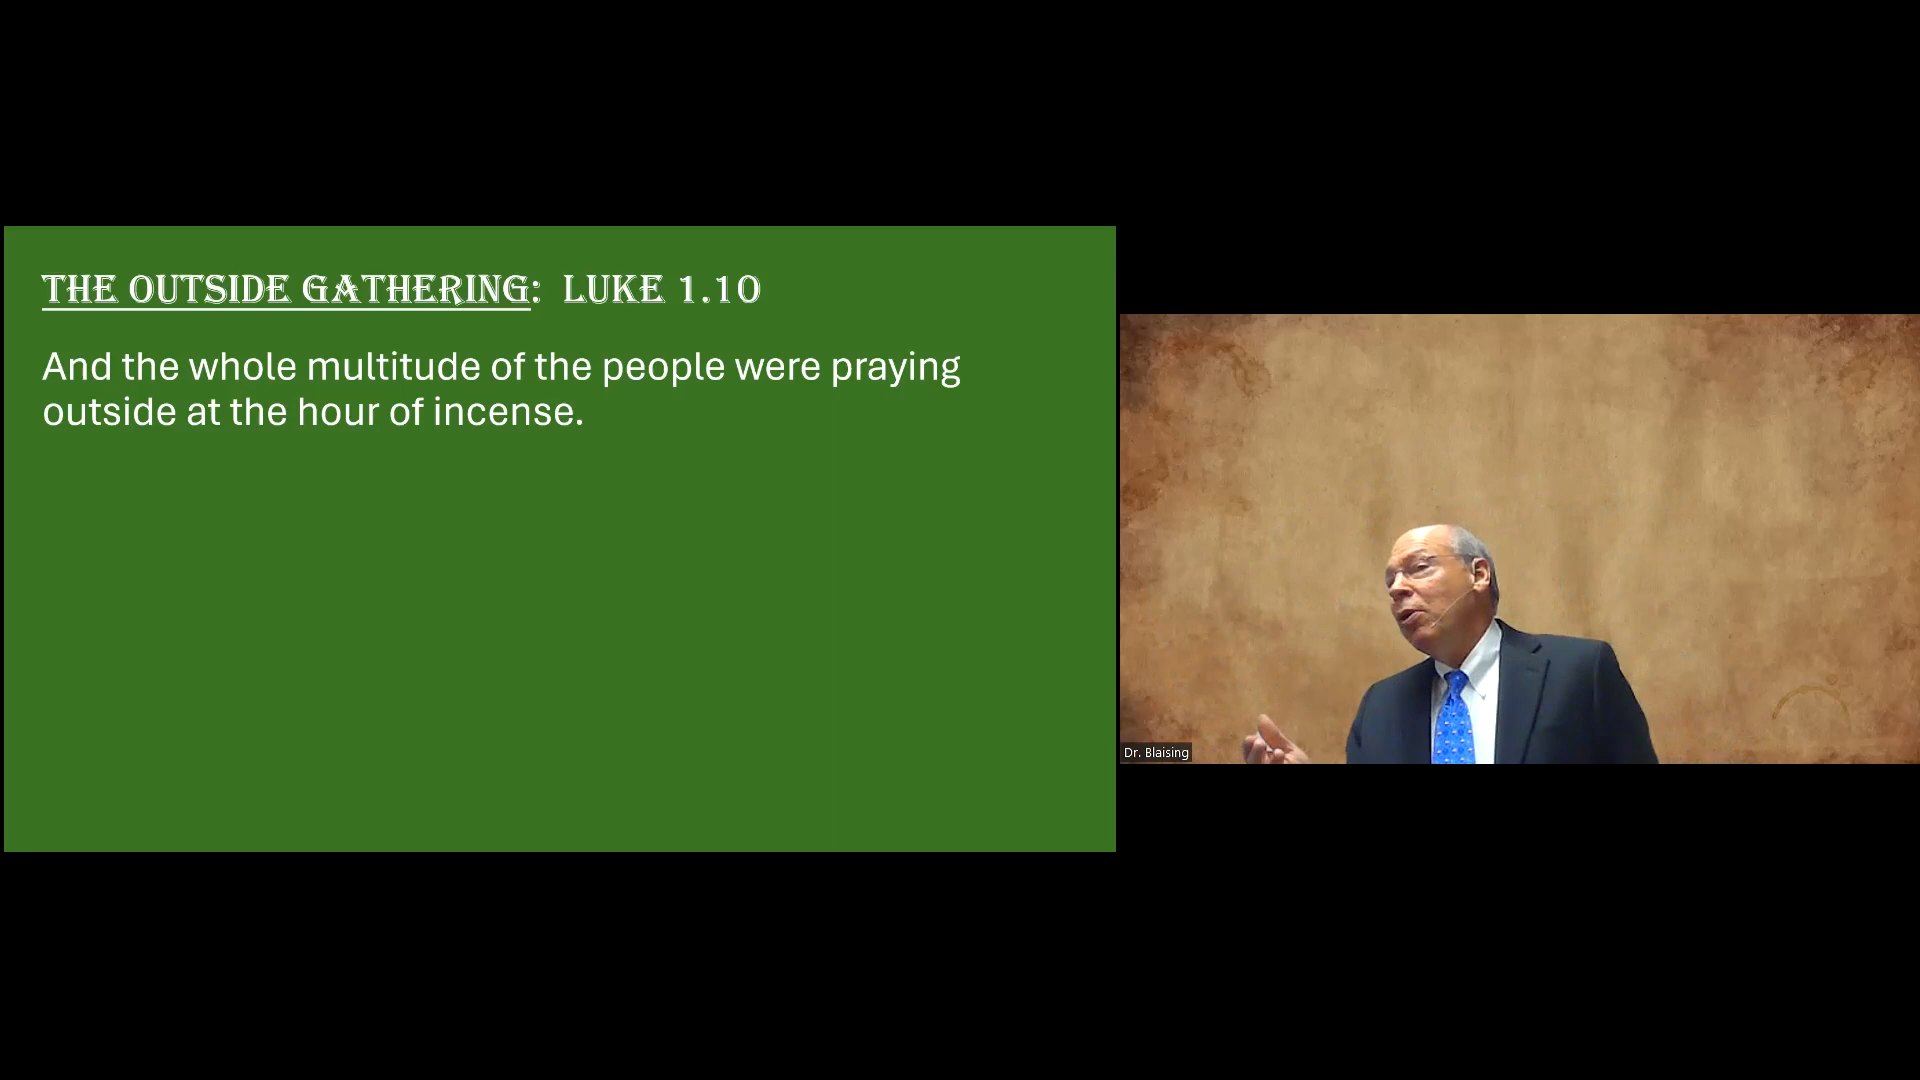 THE OUTSIDE GATHERING: LUKE 1.10
And the whole multitude of the people were praying
outside at the hour of incense.
Dr. Blaising